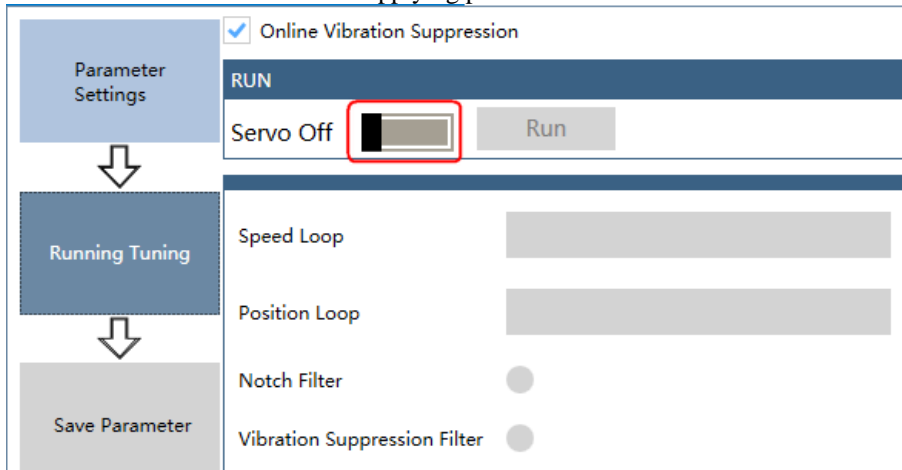 Online Vibration Suppression
Parameter
Settings
RUN
Servo Off
Run
Running Tuning
Speed Loop
Position Loop
Notch Filter
Save Parameter
Vibration Suppression Filter